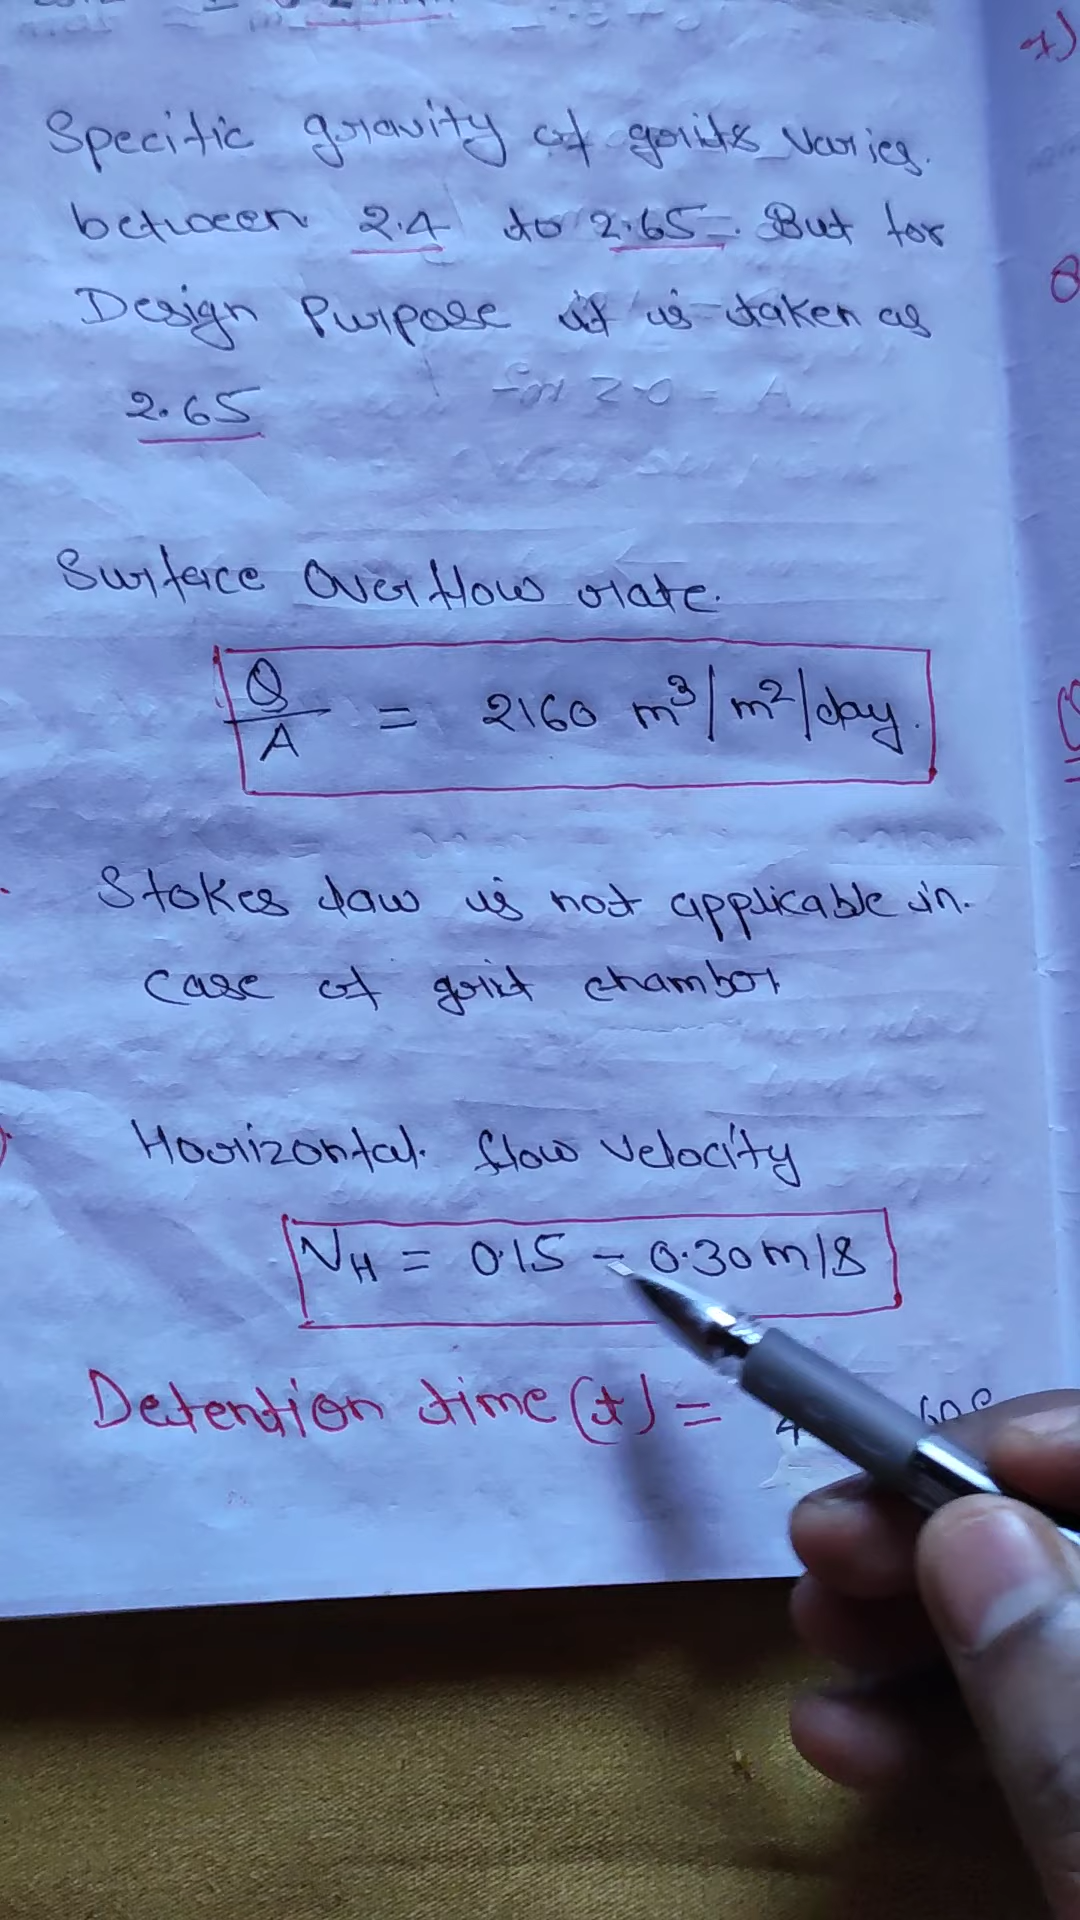 Specific gravity of grits varies.
between 2.4 to 2.65. But for
Design Purpose it is taken as
2.65
Surface Overflow rate.
Q/A = 2160 m³/m²/day.
Stokes law is not applicable in.
case of grit chamber
Horizontal. flow velocity
VH = 0.15 - 0.30 m/s
Detention time (t) =